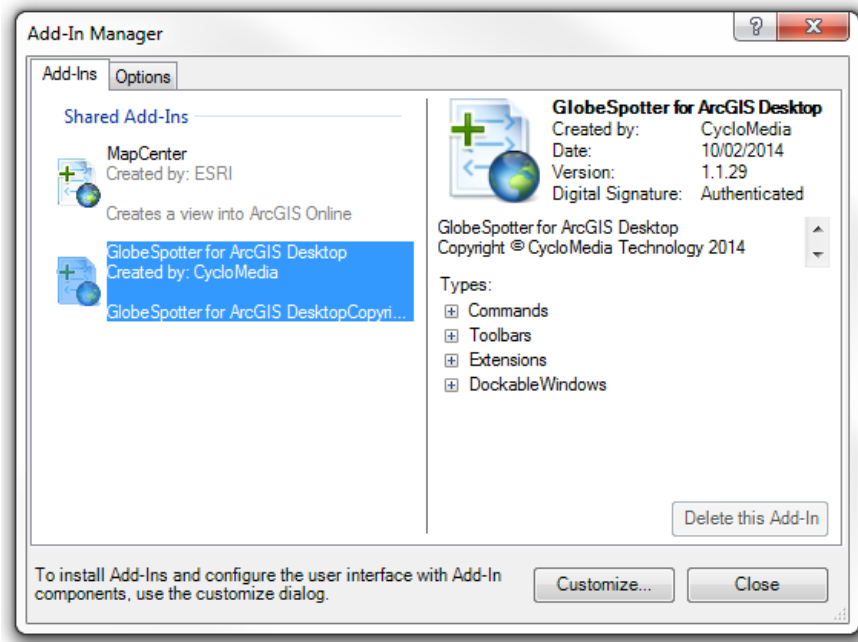 Add-In Manager
Add-Ins
Options
Shared Add-Ins
MapCenter
Created by: ESRI
Creates a view into ArcGIS Online
GlobeSpotter for ArcGIS Desktop
Created by: CycloMedia
GlobeSpotter for ArcGIS DesktopCopyri...
GlobeSpotter for ArcGIS Desktop
Created by: CycloMedia
Date: 10/02/2014
Version: 1.1.29
Digital Signature: Authenticated
GlobeSpotter for ArcGIS Desktop
Copyright © CycloMedia Technology 2014
Types:
Commands
Toolbars
Extensions
DockableWindows
Delete this Add-In
To install Add-Ins and configure the user interface with Add-In
components, use the customize dialog.
Customize...
Close